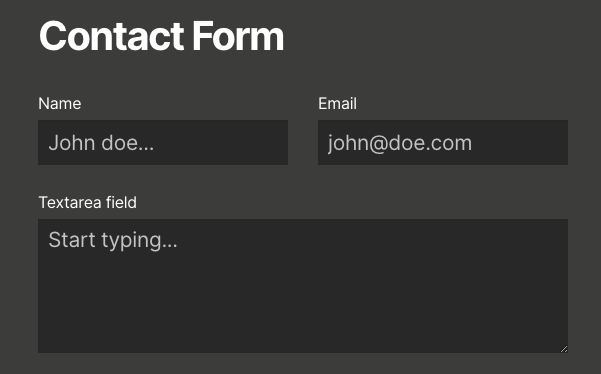 Contact Form
Name
Email
John doe...
john@doe.com
Textarea field
Start typing...